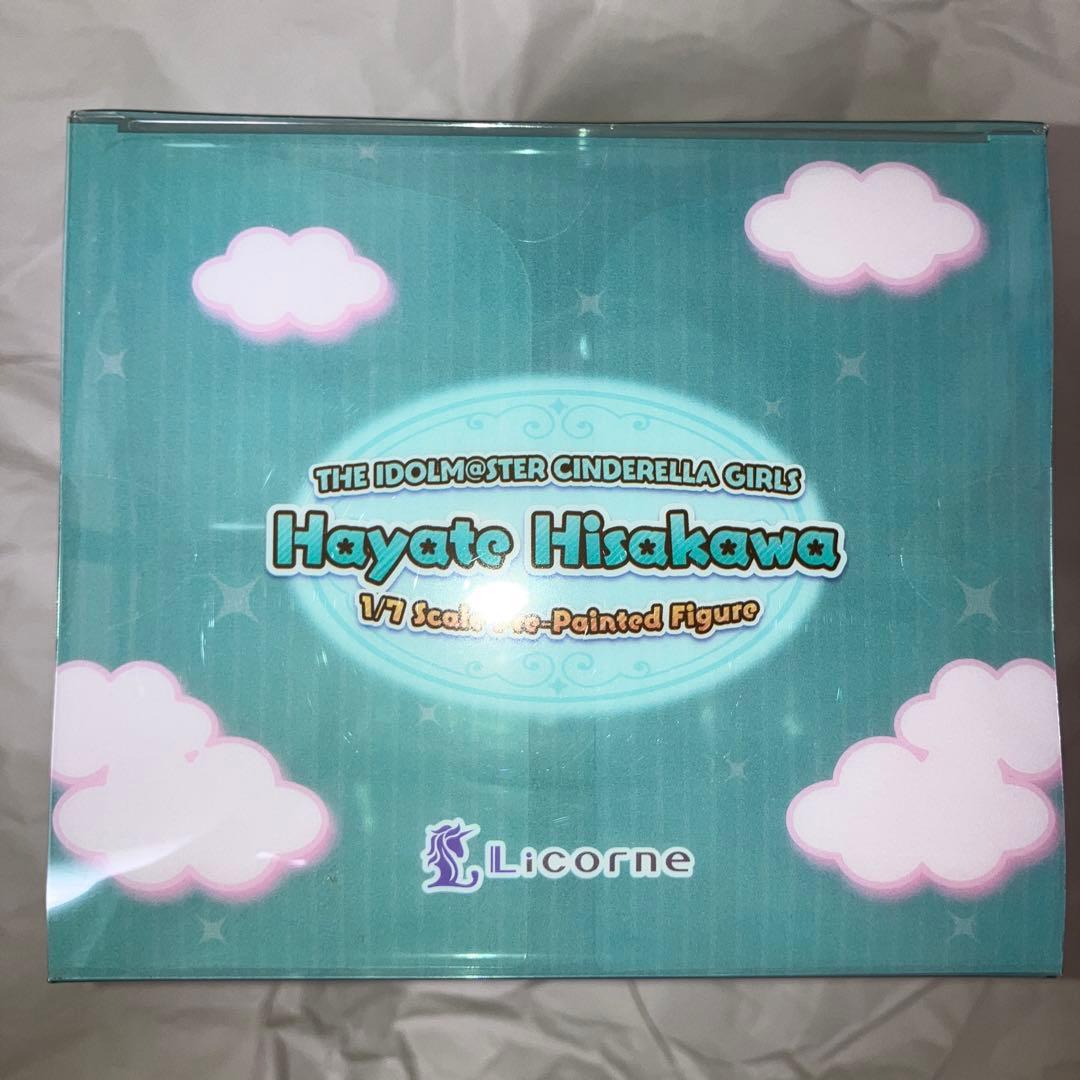 THE IDOLM@STER CINDERELLA GIRLS
Hayate Hisakawa
1/7 Scale Pre-Painted Figure
Licorne